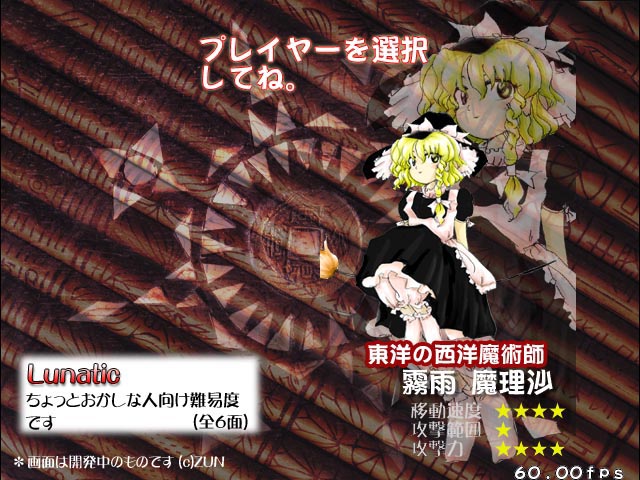 プレイヤーを選択
してね。
東洋の西洋魔術師
霧雨 魔理沙
移動速度 ★★★★
攻撃範囲 ★
攻撃力 ★★★★
Lunatic
ちょっとおかしな人向け難易度
です (全6面)
＊画面は開発中のものです (c)ZUN
60.00fps